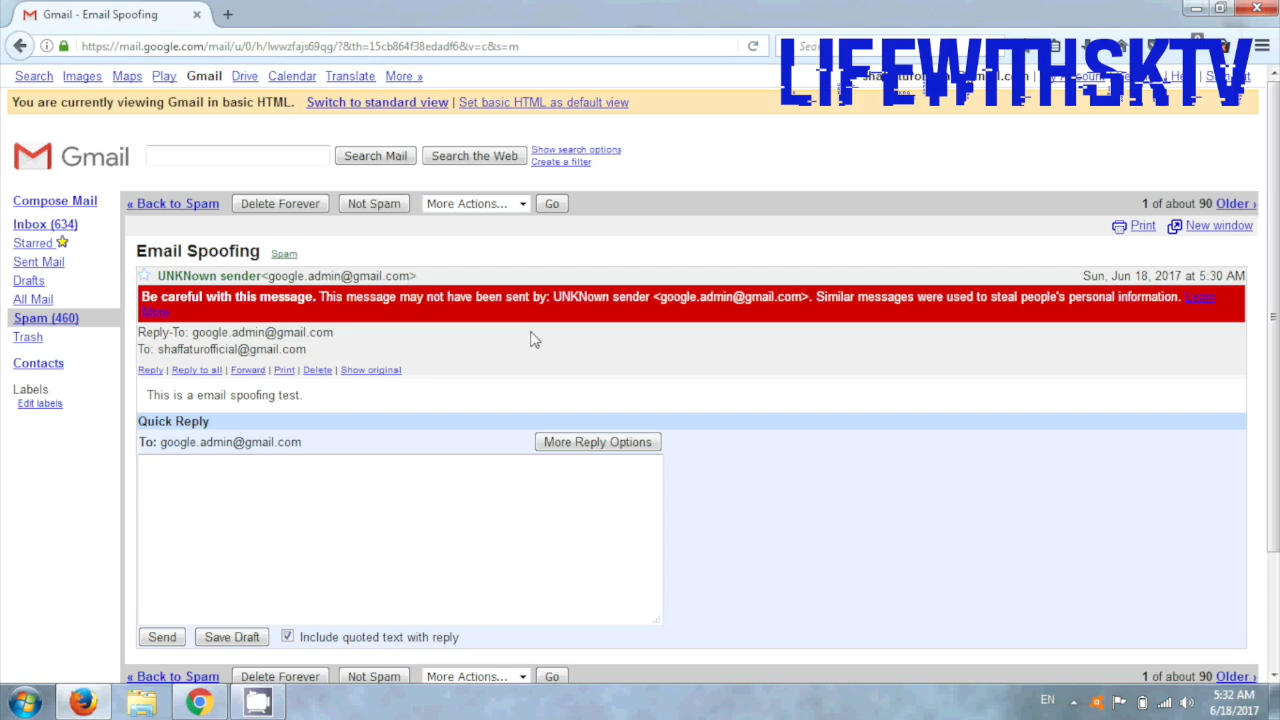 Gmail - Email Spoofing
https://mail.google.com/mail/u/0/h/lwwzfajs69qg/?&th=15cb864f38edadf6&v=c&s=m
LIFEWITHSKTV
Search Images Maps Play Gmail Drive Calendar Translate More »
You are currently viewing Gmail in basic HTML. Switch to standard view | Set basic HTML as default view
Gmail
Search Mail Search the Web Show search options
Create a filter
Compose Mail
Inbox (634)
Starred
Sent Mail
Drafts
All Mail
Spam (460)
Trash
Contacts
Labels
Edit labels
« Back to Spam Delete Forever Not Spam More Actions... Go 1 of about 90 Older ›
Print New window
Email Spoofing Spam
UNKNown sender<google.admin@gmail.com> Sun, Jun 18, 2017 at 5:30 AM
Be careful with this message. This message may not have been sent by: UNKNown sender <google.admin@gmail.com>. Similar messages were used to steal people's personal information. Learn
More
Reply-To: google.admin@gmail.com
To: shaffaturofficial@gmail.com
Reply | Reply to all | Forward | Print | Delete | Show original
This is a email spoofing test.
Quick Reply
To: google.admin@gmail.com More Reply Options
Send Save Draft Include quoted text with reply
« Back to Spam Delete Forever Not Spam More Actions... Go 1 of about 90 Older ›
EN 5:32 AM
6/18/2017